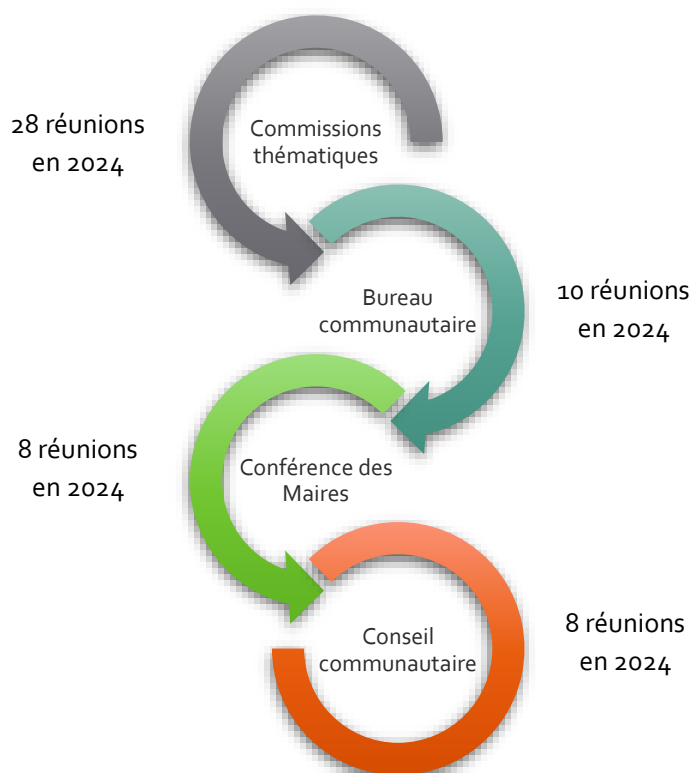 28 réunions
en 2024
Commissions
thématiques
Bureau
communautaire
10 réunions
en 2024
8 réunions
en 2024
Conférence des
Maires
Conseil
communautaire
8 réunions
en 2024